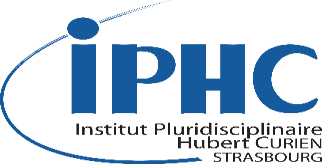 iPHC
Institut Pluridisciplinaire
Hubert CURIEN
STRASBOURG